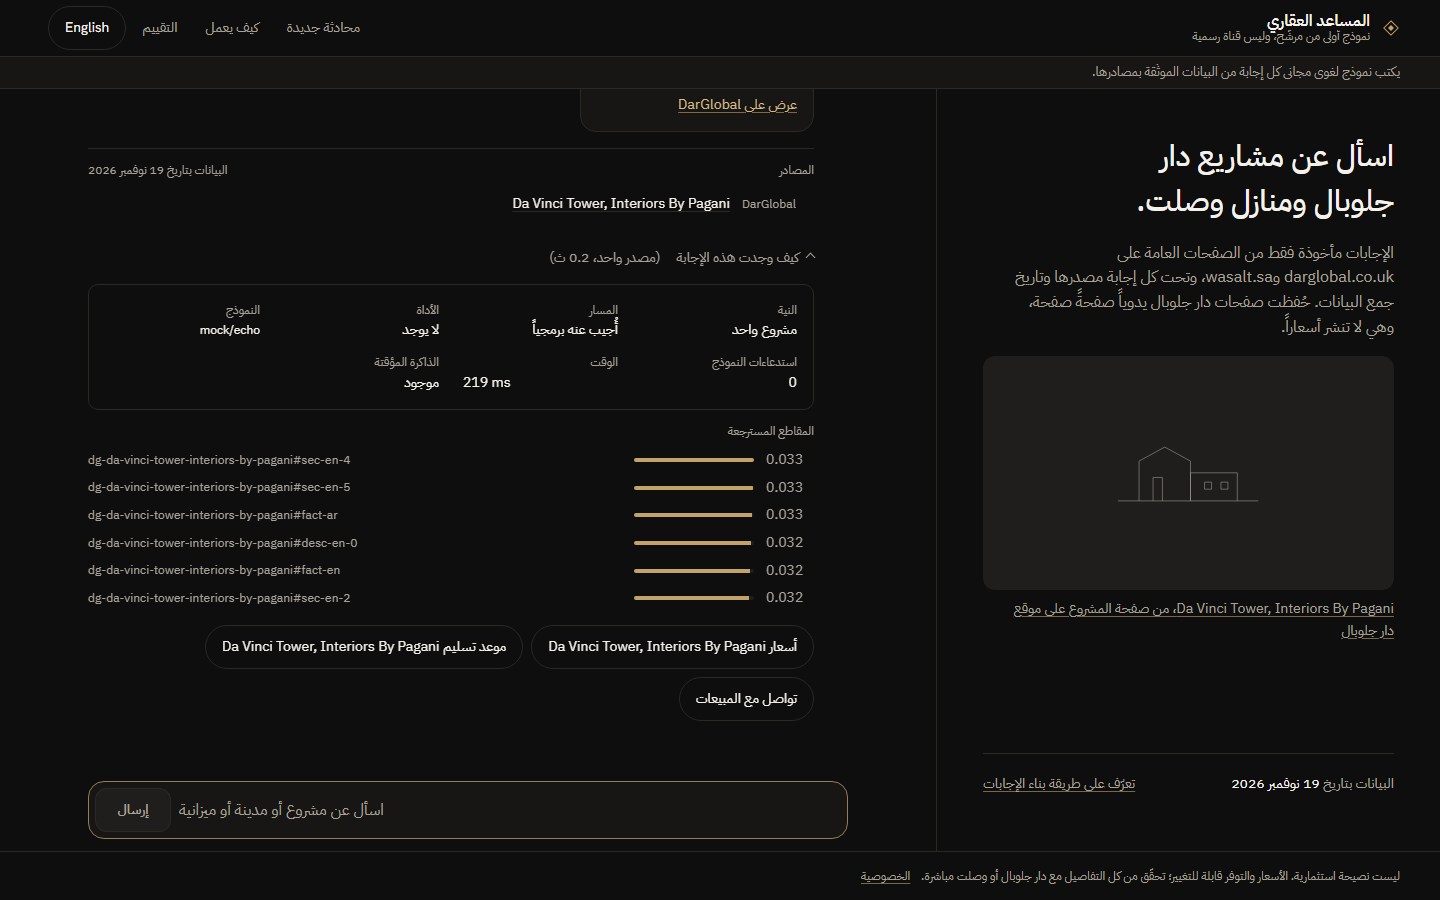 المساعد العقاري
نموذج أولي من مرشّح، وليس قناة رسمية
محادثة جديدة
كيف يعمل
التقييم
English
يكتب نموذج لغوي مجاني كل إجابة من البيانات الموثّقة بمصادرها.
اسأل عن مشاريع دار
جلوبال ومنازل وصلت.
الإجابات مأخوذة فقط من الصفحات العامة على
darglobal.co.uk وwasalt.sa، وتحت كل إجابة مصدرها وتاريخ
جمع البيانات. حُفظت صفحات دار جلوبال يدوياً صفحةً صفحة،
وهي لا تنشر أسعاراً.
Da Vinci Tower, Interiors By Pagani، من صفحة المشروع على موقع
دار جلوبال
البيانات بتاريخ 19 نوفمبر 2026
تعرّف على طريقة بناء الإجابات
عرض على DarGlobal
المصادر
البيانات بتاريخ 19 نوفمبر 2026
DarGlobal Da Vinci Tower, Interiors By Pagani
كيف وجدت هذه الإجابة (مصدر واحد، 0.2 ث)
النية
المسار
الأداة
النموذج
مشروع واحد
أُجيب عنه برمجياً
لا يوجد
mock/echo
استدعاءات النموذج
الوقت
الذاكرة المؤقتة
0
219 ms
موجود
المقاطع المسترجعة
0.033 dg-da-vinci-tower-interiors-by-pagani#sec-en-4
0.033 dg-da-vinci-tower-interiors-by-pagani#sec-en-5
0.033 dg-da-vinci-tower-interiors-by-pagani#fact-ar
0.032 dg-da-vinci-tower-interiors-by-pagani#desc-en-0
0.032 dg-da-vinci-tower-interiors-by-pagani#fact-en
0.032 dg-da-vinci-tower-interiors-by-pagani#sec-en-2
أسعار Da Vinci Tower, Interiors By Pagani
موعد تسليم Da Vinci Tower, Interiors By Pagani
تواصل مع المبيعات
اسأل عن مشروع أو مدينة أو ميزانية
إرسال
ليست نصيحة استثمارية. الأسعار والتوفر قابلة للتغيير؛ تحقّق من كل التفاصيل مع دار جلوبال أو وصلت مباشرة.
الخصوصية